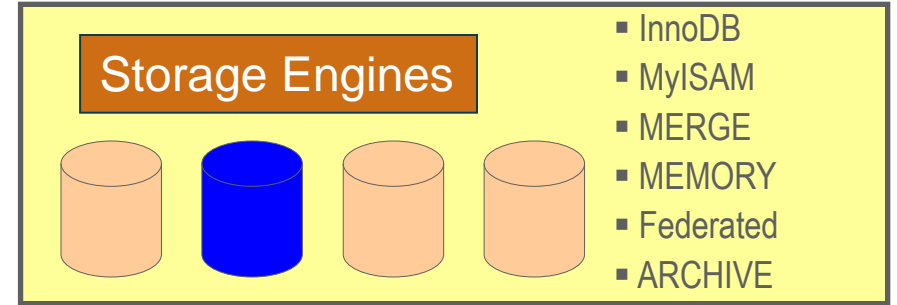 Storage Engines
▪ InnoDB
▪ MyISAM
▪ MERGE
▪ MEMORY
▪ Federated
▪ ARCHIVE